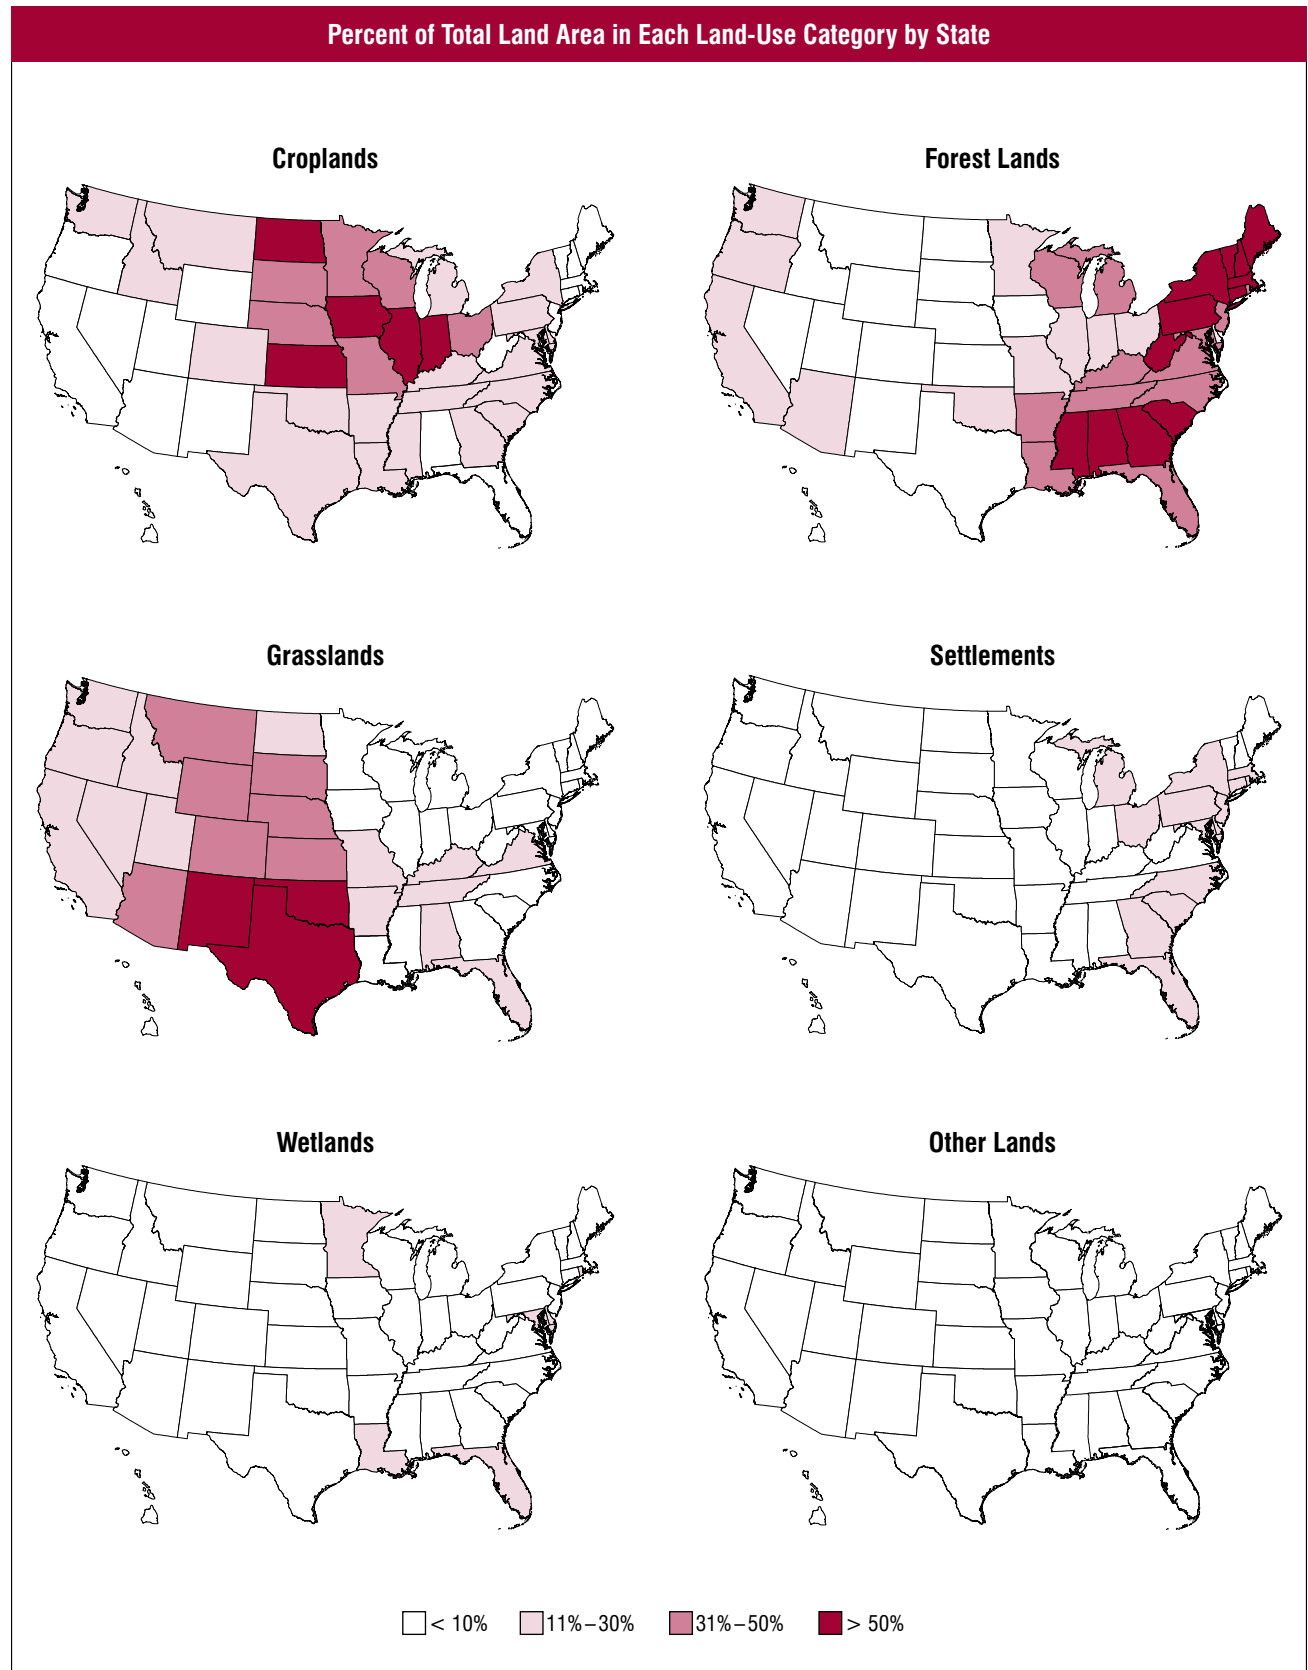 Percent of Total Land Area in Each Land-Use Category by State
Croplands
Forest Lands
Grasslands
Settlements
Wetlands
Other Lands
< 10% 11%–30% 31%–50% > 50%